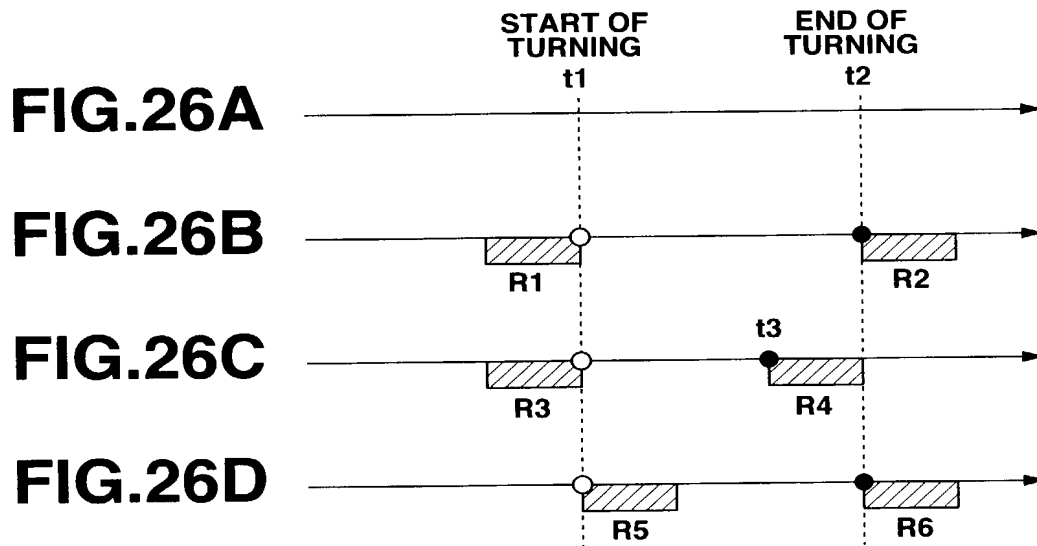 START OF
TURNING
t1
END OF
TURNING
t2
FIG.26A
FIG.26B
R1
R2
FIG.26C
t3
R3
R4
FIG.26D
R5
R6